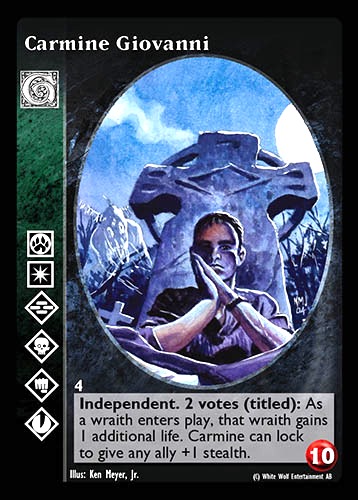 Carmine Giovanni
4
Independent. 2 votes (titled): As
a wraith enters play, that wraith gains
1 additional life. Carmine can lock
to give any ally +1 stealth.
10
Illus: Ken Meyer, Jr.
(C) White Wolf Entertainment AB